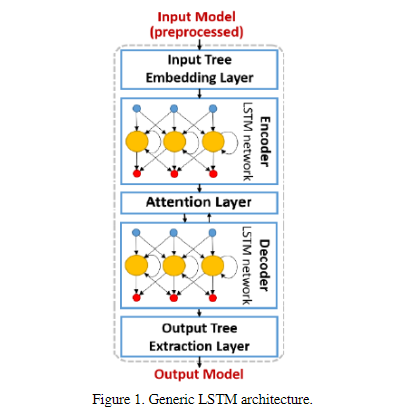 Input Model
(preprocessed)
Input Tree
Embedding Layer
Encoder
LSTM network
Attention Layer
Decoder
LSTM network
Output Tree
Extraction Layer
Output Model
Figure 1. Generic LSTM architecture.